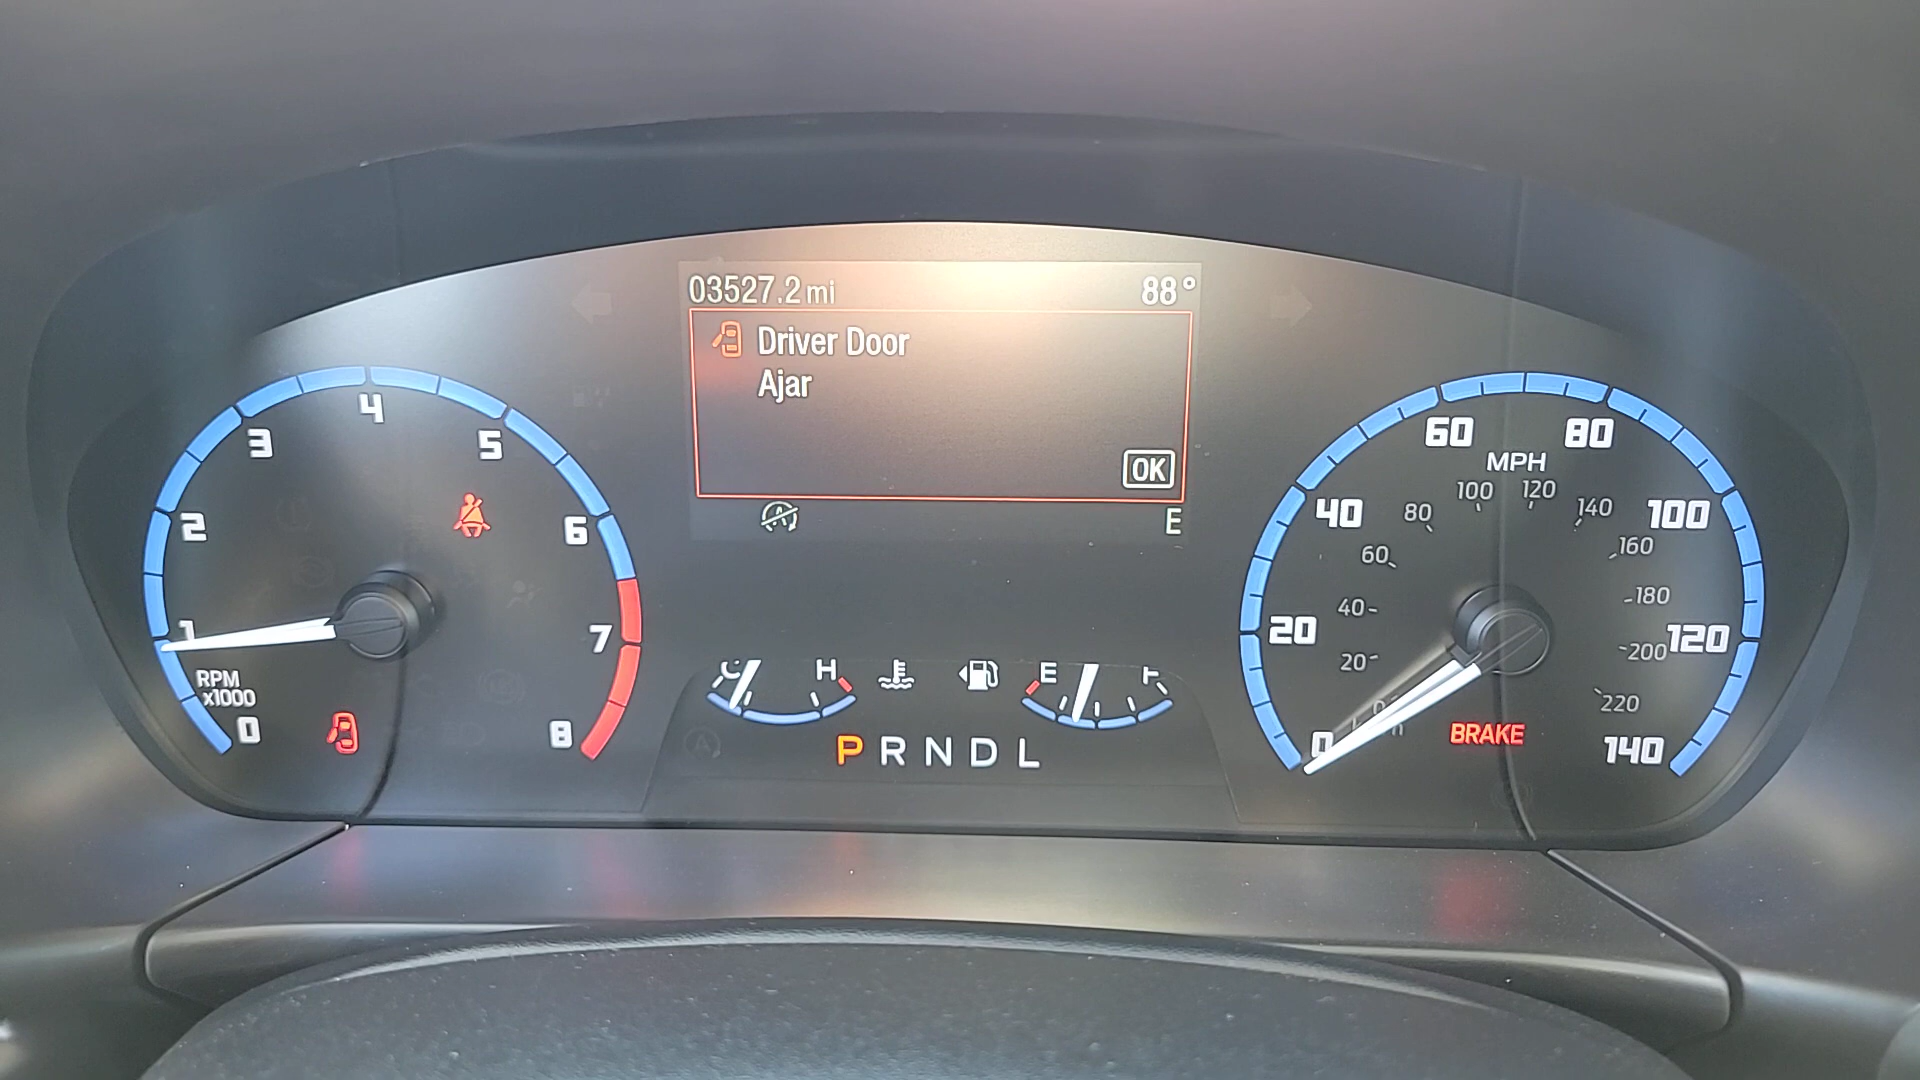 03527.2 mi
88°
Driver Door
Ajar
OK
E
0
1
2
3
4
5
6
7
8
RPM
x1000
C
H
E
F
P R N D L
0
20
40
60
80
100
120
140
MPH
20
40
60
80
100
120
140
160
180
200
220
BRAKE